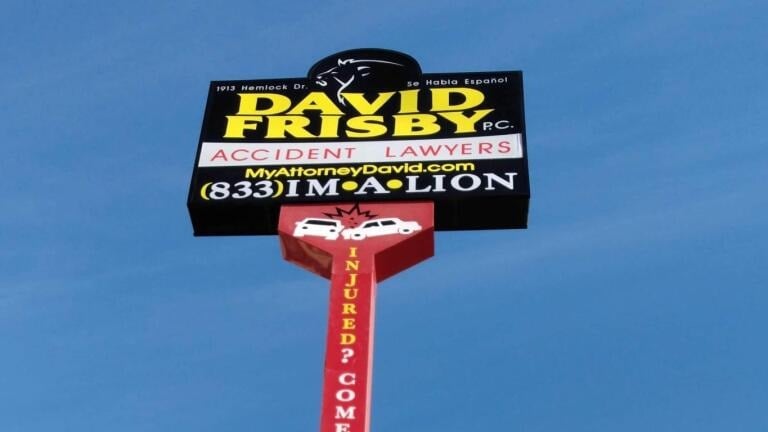 1913 Hemlock Dr. Se Habla Español
DAVID
FRISBY P.C.
ACCIDENT LAWYERS
MyAttorneyDavid.com
(833)IM•A•LION
INJURED? COME